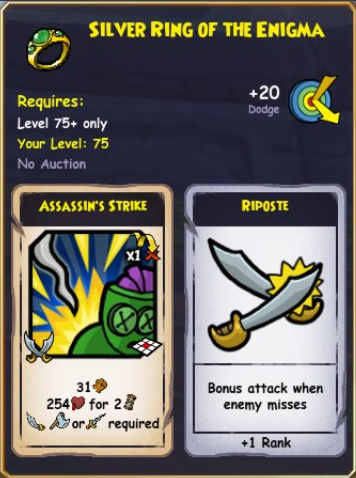 SILVER RING OF THE ENIGMA
+20
Dodge
Requires:
Level 75+ only
Your Level: 75
No Auction
ASSASSIN'S STRIKE
x1
31
254 for 2
or required
RIPOSTE
Bonus attack when
enemy misses
+1 Rank